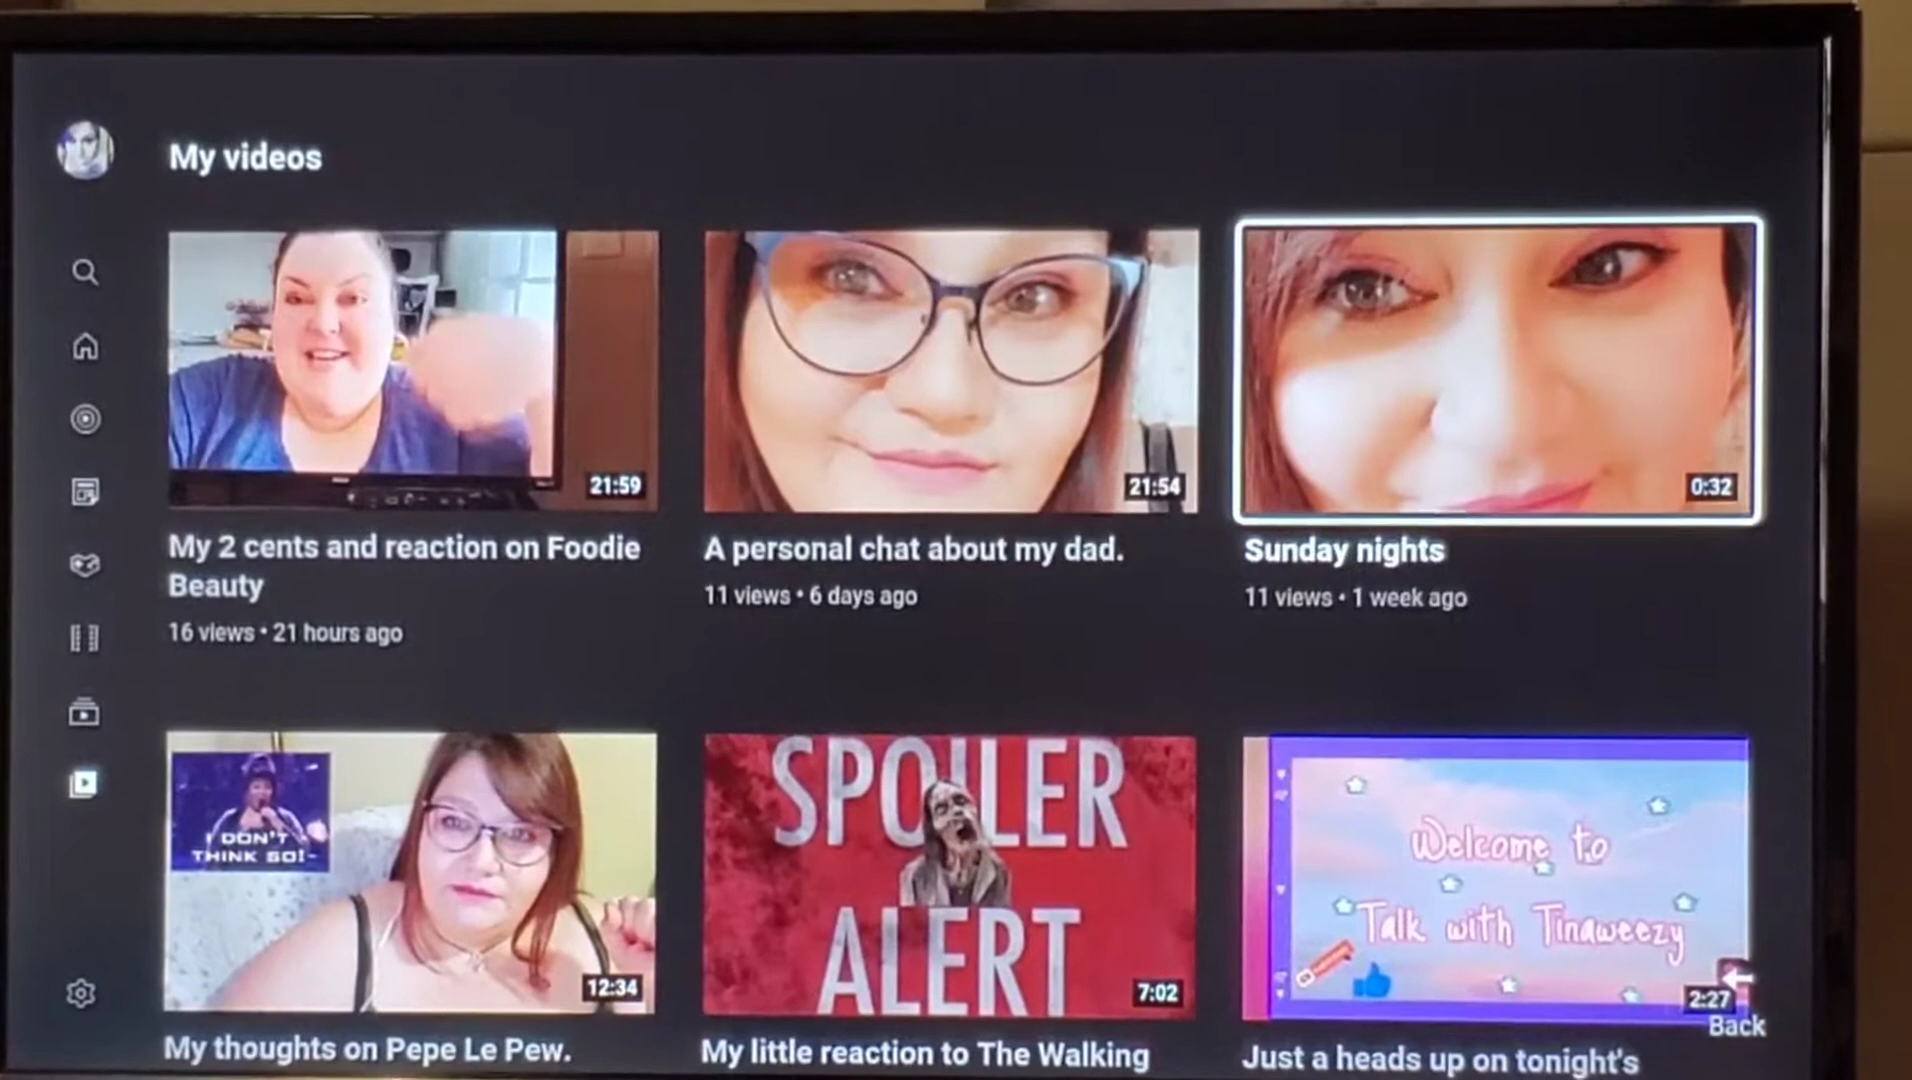 My videos
21:59
21:54
0:32
My 2 cents and reaction on Foodie
Beauty
16 views • 21 hours ago
A personal chat about my dad.
11 views • 6 days ago
Sunday nights
11 views • 1 week ago
I DON'T
THINK SO!-
12:34
SPOILER
ALERT
7:02
Welcome to
Talk with Tinaweezy
2:27
Back
My thoughts on Pepe Le Pew.
My little reaction to The Walking
Just a heads up on tonight's